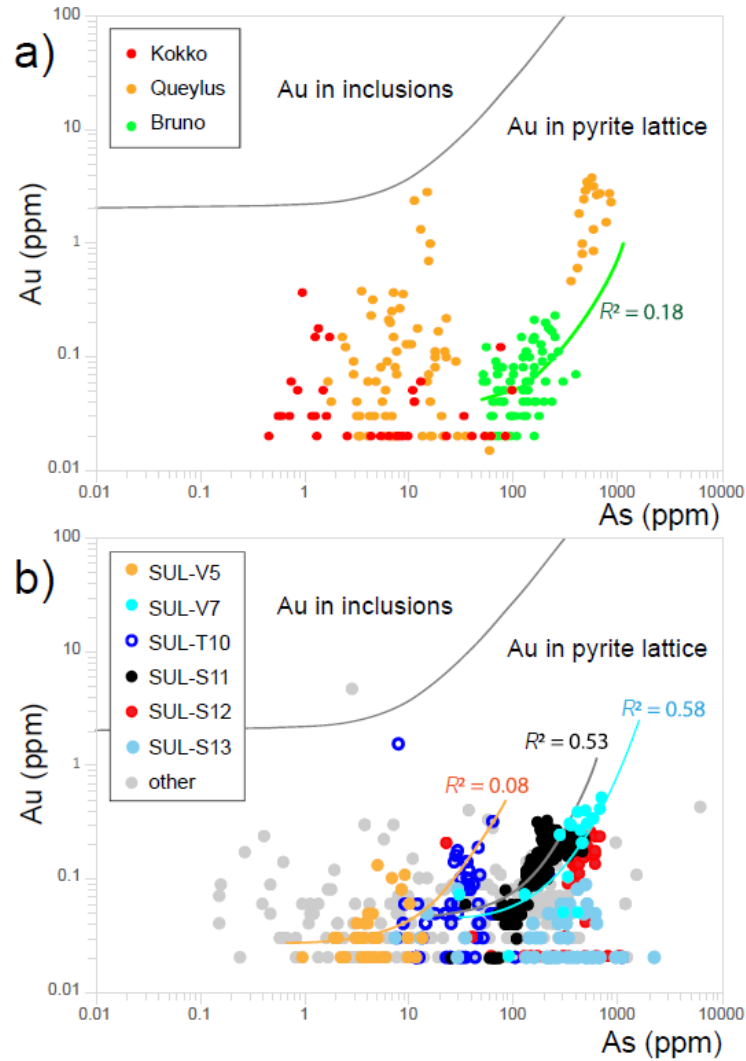 a)
100
Kokko
Queylus
Bruno
Au in inclusions
Au in pyrite lattice
10
1
0.1
0.01
Au (ppm)
R² = 0.18
0.01
0.1
1
10
100
1000
10000
As (ppm)
b)
100
SUL-V5
SUL-V7
SUL-T10
SUL-S11
SUL-S12
SUL-S13
other
Au in inclusions
Au in pyrite lattice
10
1
0.1
0.01
Au (ppm)
R² = 0.58
R² = 0.53
R² = 0.08
0.01
0.1
1
10
100
1000
10000
As (ppm)